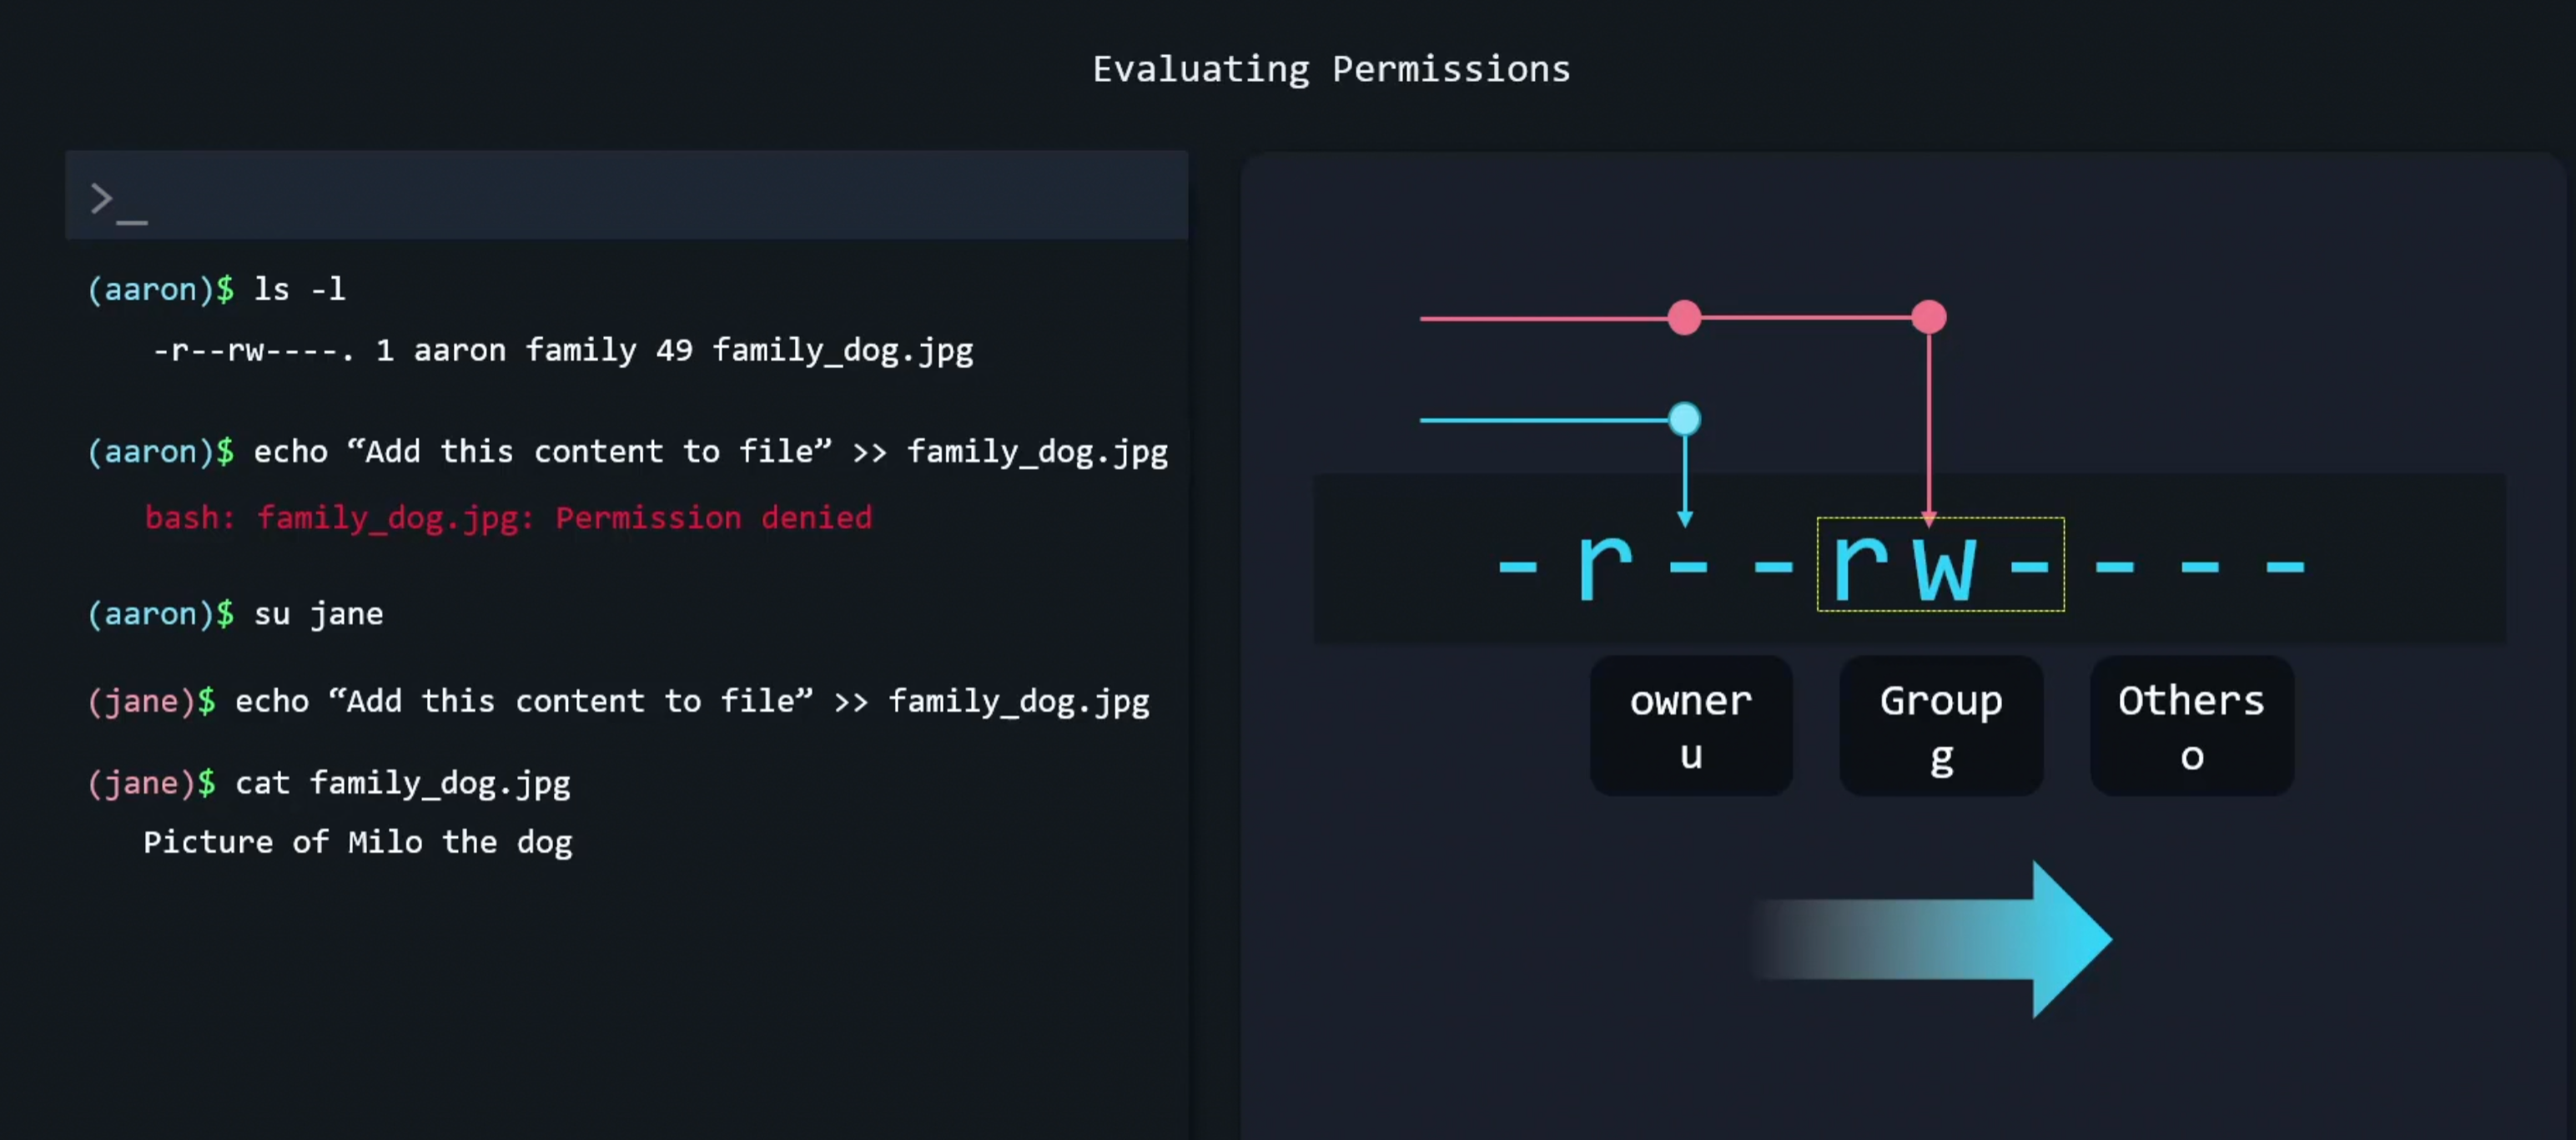 Evaluating Permissions
>_
(aaron)$ ls -l
-r--rw----. 1 aaron family 49 family_dog.jpg
(aaron)$ echo “Add this content to file” >> family_dog.jpg
bash: family_dog.jpg: Permission denied
(aaron)$ su jane
(jane)$ echo “Add this content to file” >> family_dog.jpg
(jane)$ cat family_dog.jpg
Picture of Milo the dog
-r--rw----
owner
u
Group
g
Others
o